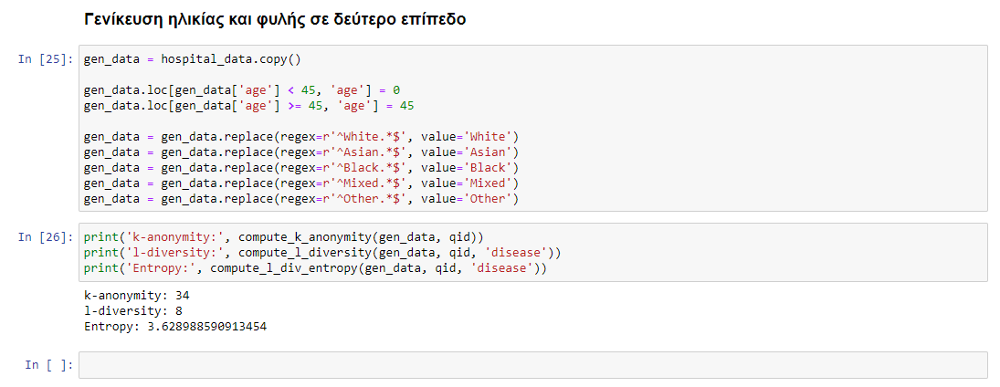 Γενίκευση ηλικίας και φυλής σε δεύτερο επίπεδο
In [25]: gen_data = hospital_data.copy()
gen_data.loc[gen_data['age'] < 45, 'age'] = 0
gen_data.loc[gen_data['age'] >= 45, 'age'] = 45
gen_data = gen_data.replace(regex=r'^White.*$', value='White')
gen_data = gen_data.replace(regex=r'^Asian.*$', value='Asian')
gen_data = gen_data.replace(regex=r'^Black.*$', value='Black')
gen_data = gen_data.replace(regex=r'^Mixed.*$', value='Mixed')
gen_data = gen_data.replace(regex=r'^Other.*$', value='Other')
In [26]: print('k-anonymity:', compute_k_anonymity(gen_data, qid))
print('l-diversity:', compute_l_diversity(gen_data, qid, 'disease'))
print('Entropy:', compute_l_div_entropy(gen_data, qid, 'disease'))
k-anonymity: 34
l-diversity: 8
Entropy: 3.628988590913454
In [ ]: